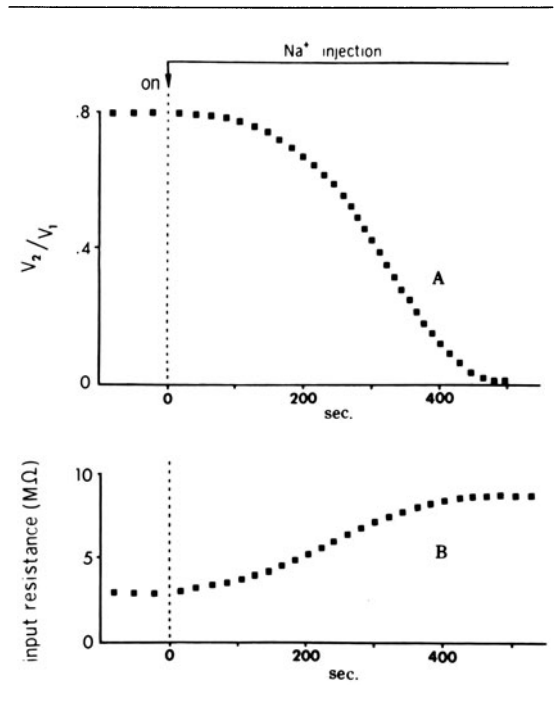 Na⁺ injection
on
.8
V₂/V₁
.4
A
0
0 200 400
sec.
input resistance (MΩ)
10
5
B
0
0 200 400
sec.